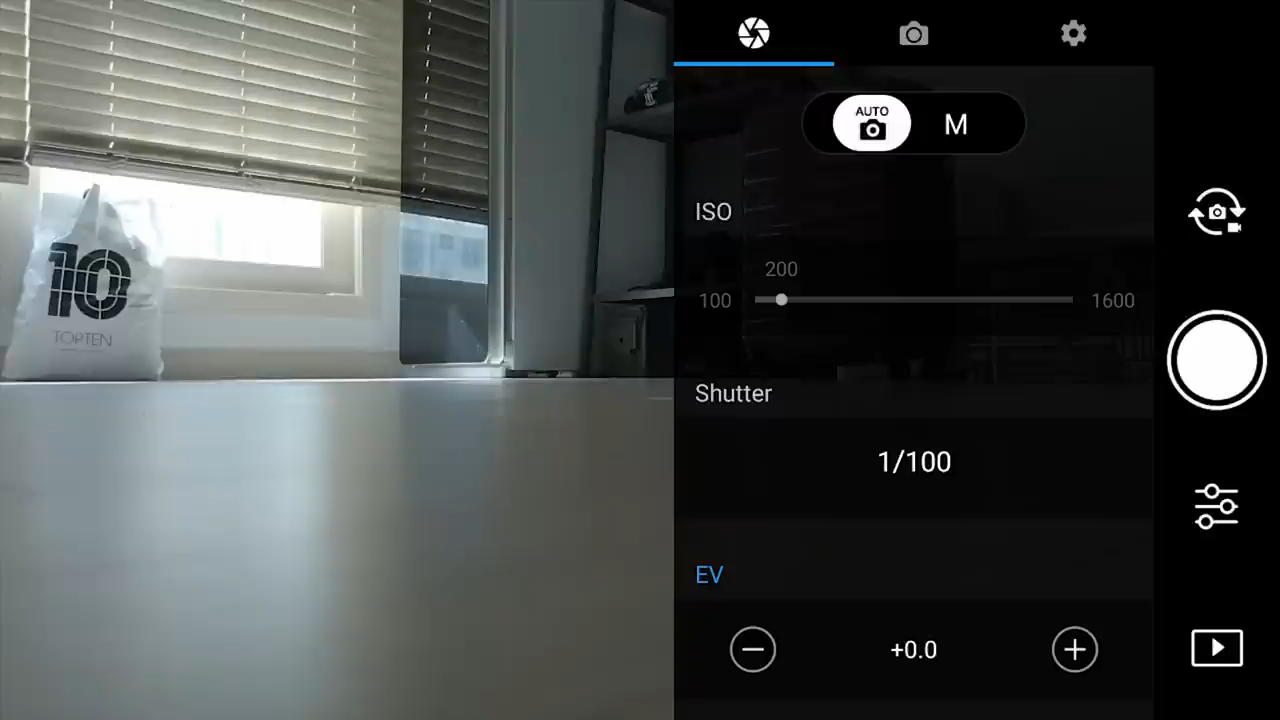 AUTO
M
ISO
200
100
1600
Shutter
1/100
EV
+0.0
10
TOPTEN